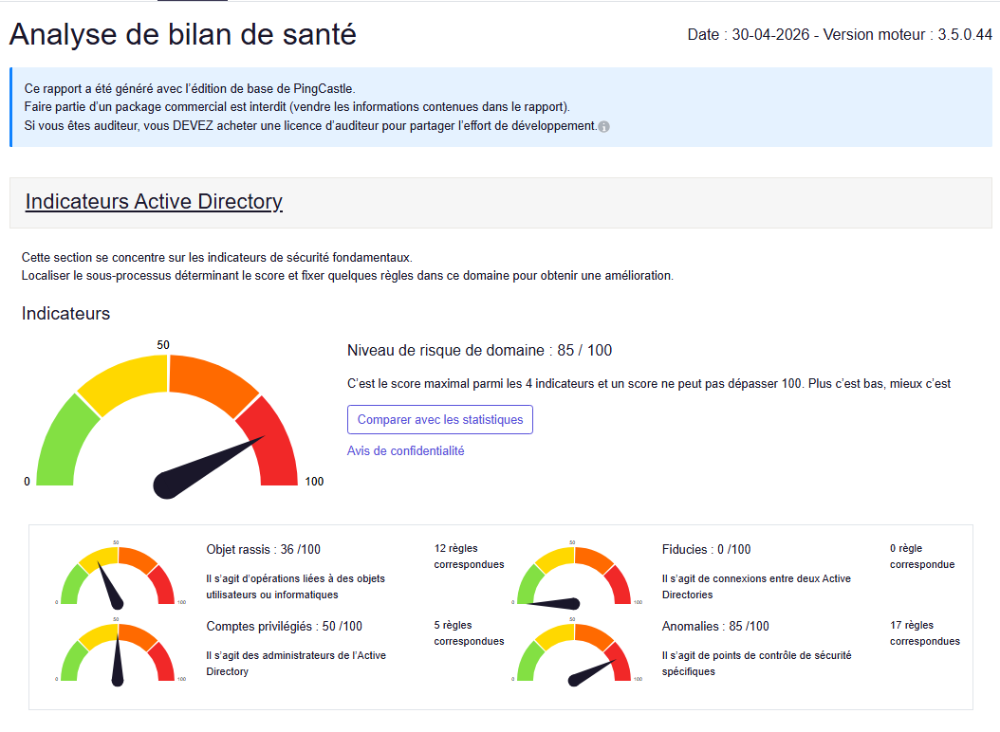 Analyse de bilan de santé
Date : 30-04-2026 - Version moteur : 3.5.0.44
Ce rapport a été généré avec l’édition de base de PingCastle.
Faire partie d’un package commercial est interdit (vendre les informations contenues dans le rapport).
Si vous êtes auditeur, vous DEVEZ acheter une licence d’auditeur pour partager l’effort de développement.
Indicateurs Active Directory
Cette section se concentre sur les indicateurs de sécurité fondamentaux.
Localiser le sous-processus déterminant le score et fixer quelques règles dans ce domaine pour obtenir une amélioration.
Indicateurs
50
0
100
Niveau de risque de domaine : 85 / 100
C’est le score maximal parmi les 4 indicateurs et un score ne peut pas dépasser 100. Plus c’est bas, mieux c’est
Comparer avec les statistiques
Avis de confidentialité
50
0
100
Objet rassis : 36 /100
Il s’agit d’opérations liées à des objets
utilisateurs ou informatiques
12 règles
correspondues
50
0
100
Fiducies : 0 /100
Il s’agit de connexions entre deux Active
Directories
0 règle
correspondue
50
0
100
Comptes privilégiés : 50 /100
Il s’agit des administrateurs de l’Active
Directory
5 règles
correspondues
50
0
100
Anomalies : 85 /100
Il s’agit de points de contrôle de sécurité
spécifiques
17 règles
correspondues